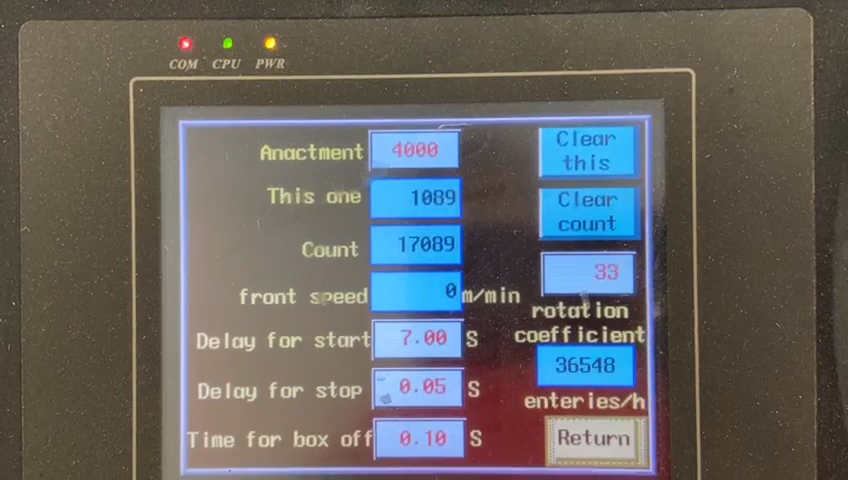 COM CPU PWR
Anactment 4000
Clear this
This one 1089
Clear count
Count 17089
33
front speed 0 m/min
rotation
coefficient
Delay for start 7.00 S
36548
Delay for stop 0.05 S
enteries/h
Time for box off 0.10 S
Return